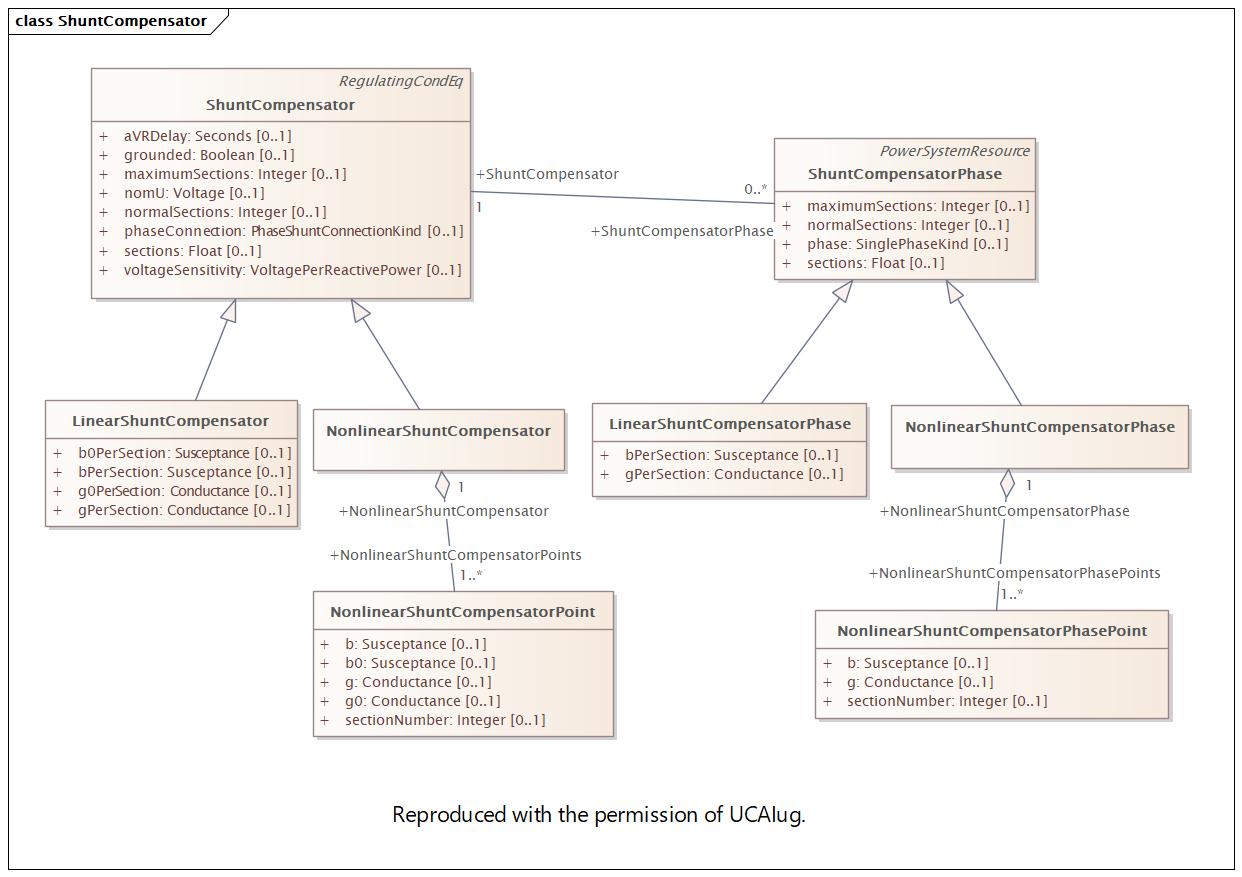 class ShuntCompensator
RegulatingCondEq
ShuntCompensator
+ aVRDelay: Seconds [0..1]
+ grounded: Boolean [0..1]
+ maximumSections: Integer [0..1]
+ nomU: Voltage [0..1]
+ normalSections: Integer [0..1]
+ phaseConnection: PhaseShuntConnectionKind [0..1]
+ sections: Float [0..1]
+ voltageSensitivity: VoltagePerReactivePower [0..1]
+ShuntCompensator
1
0..*
+ShuntCompensatorPhase
PowerSystemResource
ShuntCompensatorPhase
+ maximumSections: Integer [0..1]
+ normalSections: Integer [0..1]
+ phase: SinglePhaseKind [0..1]
+ sections: Float [0..1]
LinearShuntCompensator
+ b0PerSection: Susceptance [0..1]
+ bPerSection: Susceptance [0..1]
+ g0PerSection: Conductance [0..1]
+ gPerSection: Conductance [0..1]
NonlinearShuntCompensator
1
+NonlinearShuntCompensator
+NonlinearShuntCompensatorPoints
1..*
NonlinearShuntCompensatorPoint
+ b: Susceptance [0..1]
+ b0: Susceptance [0..1]
+ g: Conductance [0..1]
+ g0: Conductance [0..1]
+ sectionNumber: Integer [0..1]
LinearShuntCompensatorPhase
+ bPerSection: Susceptance [0..1]
+ gPerSection: Conductance [0..1]
NonlinearShuntCompensatorPhase
1
+NonlinearShuntCompensatorPhase
+NonlinearShuntCompensatorPhasePoints
1..*
NonlinearShuntCompensatorPhasePoint
+ b: Susceptance [0..1]
+ g: Conductance [0..1]
+ sectionNumber: Integer [0..1]
Reproduced with the permission of UCAIug.